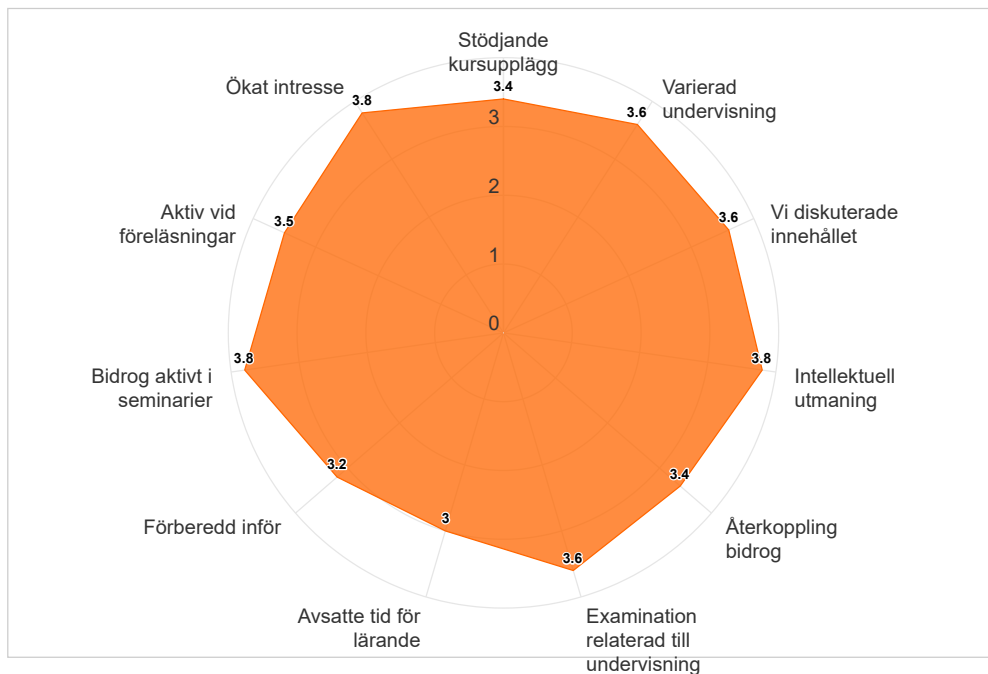 Stödjande
kursupplägg
3.4
Ökat intresse
3.8
Varierad
undervisning
3.6
3
2
1
0
Aktiv vid
föreläsningar
3.5
Vi diskuterade
innehållet
3.6
Bidrog aktivt i
seminarier
3.8
Intellektuell
utmaning
3.8
Förberedd inför
3.2
Återkoppling
bidrog
3.4
Avsatte tid för
lärande
3
Examination
relaterad till
undervisning
3.6